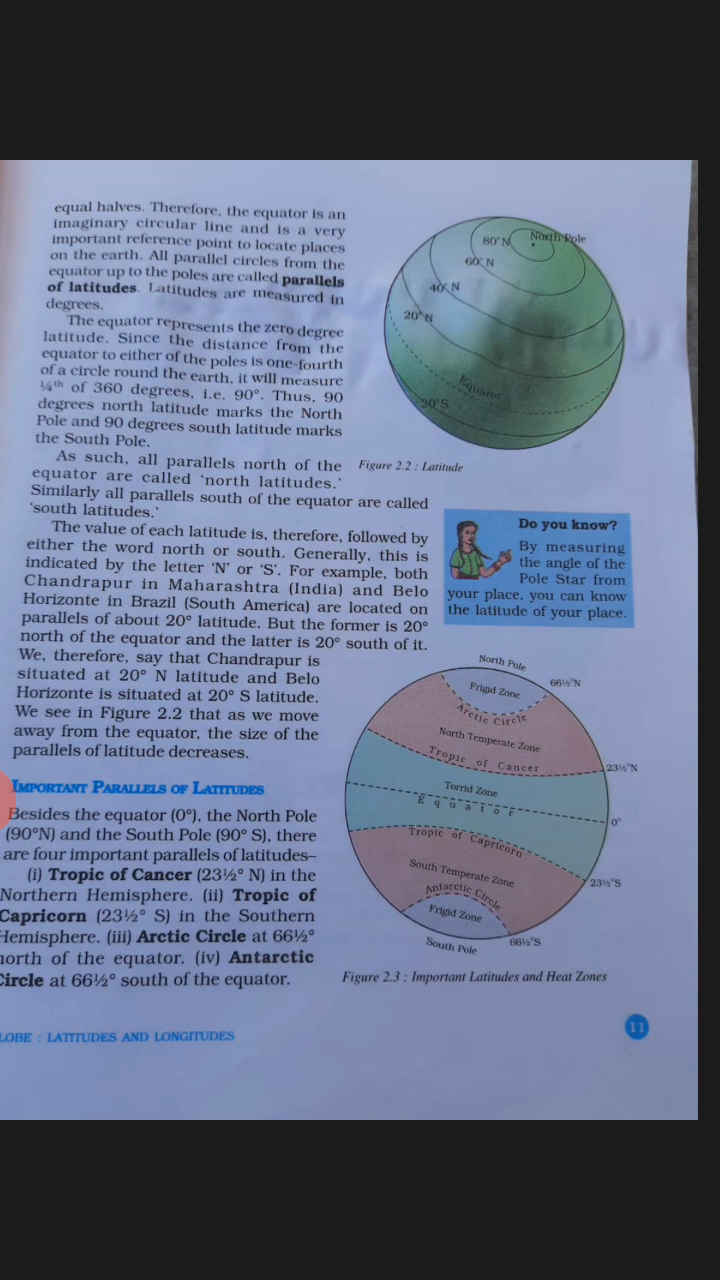 equal halves. Therefore, the equator is an
imaginary circular line and is a very
important reference point to locate places
on the earth. All parallel circles from the
equator up to the poles are called parallels
of latitudes. Latitudes are measured in
degrees.
The equator represents the zero degree
latitude. Since the distance from the
equator to either of the poles is one-fourth
of a circle round the earth, it will measure
¼th of 360 degrees, i.e. 90°. Thus, 90
degrees north latitude marks the North
Pole and 90 degrees south latitude marks
the South Pole.
As such, all parallels north of the
equator are called 'north latitudes.'
Similarly all parallels south of the equator are called
'south latitudes.'
The value of each latitude is, therefore, followed by
either the word north or south. Generally, this is
indicated by the letter 'N' or 'S'. For example, both
Chandrapur in Maharashtra (India) and Belo
Horizonte in Brazil (South America) are located on
parallels of about 20° latitude. But the former is 20°
north of the equator and the latter is 20° south of it.
We, therefore, say that Chandrapur is
situated at 20° N latitude and Belo
Horizonte is situated at 20° S latitude.
We see in Figure 2.2 that as we move
away from the equator, the size of the
parallels of latitude decreases.
IMPORTANT PARALLELS OF LATITUDES
Besides the equator (0°), the North Pole
(90°N) and the South Pole (90° S), there
are four important parallels of latitudes–
(i) Tropic of Cancer (23½° N) in the
Northern Hemisphere. (ii) Tropic of
Capricorn (23½° S) in the Southern
Hemisphere. (iii) Arctic Circle at 66½°
north of the equator. (iv) Antarctic
Circle at 66½° south of the equator.
80° N
North Pole
60° N
40° N
20° N
Equator
20° S
Figure 2.2 : Latitude
Do you know?
By measuring
the angle of the
Pole Star from
your place, you can know
the latitude of your place.
North Pole
66½°N
Frigid Zone
Arctic Circle
North Temperate Zone
Tropic of Cancer
23½°N
Torrid Zone
Equator
0°
Tropic of Capricorn
South Temperate Zone
23½°S
Antarctic Circle
Frigid Zone
South Pole
66½°S
Figure 2.3 : Important Latitudes and Heat Zones
LOBE : LATITUDES AND LONGITUDES
11